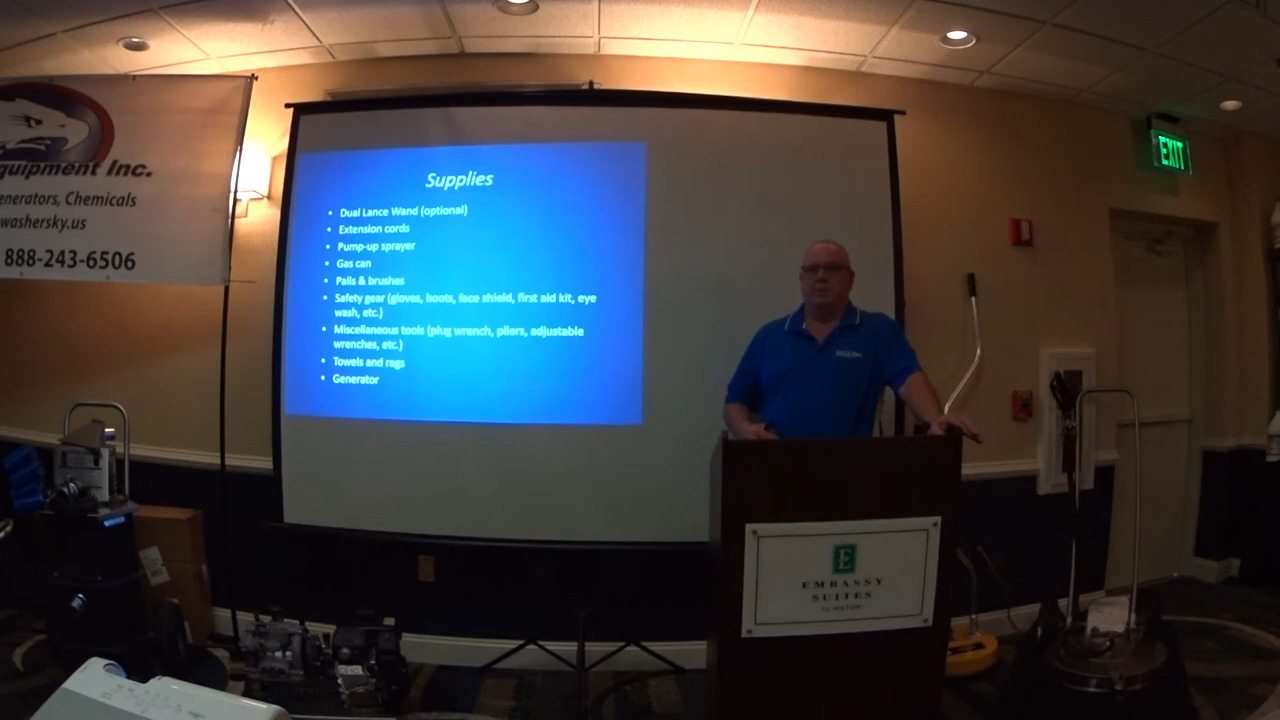 quipment Inc.
enerators, Chemicals
washersky.us
888-243-6506
Supplies
• Dual Lance Wand (optional)
• Extension cords
• Pump-up sprayer
• Gas can
• Pails & brushes
• Safety gear (gloves, boots, face shield, first aid kit, eye
wash, etc.)
• Miscellaneous tools (plug wrench, pliers, adjustable
wrenches, etc.)
• Towels and rags
• Generator
EXIT
E
EMBASSY
SUITES